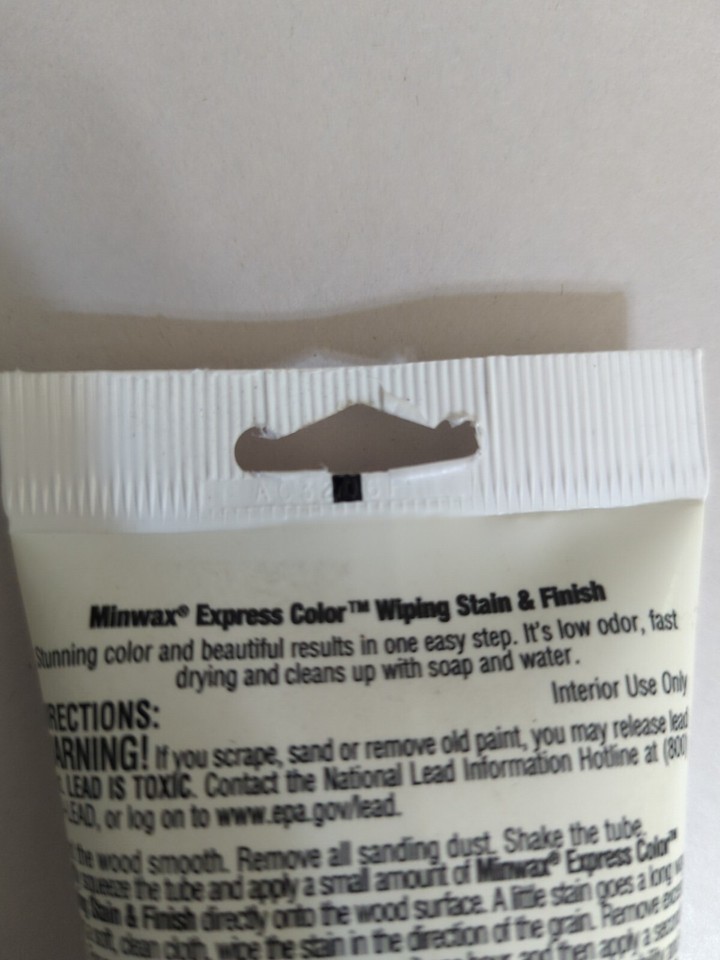 Minwax® Express Color™ Wiping Stain & Finish
Stunning color and beautiful results in one easy step. It's low odor, fast
drying and cleans up with soap and water.
Interior Use Only
RECTIONS:
ARNING! If you scrape, sand or remove old paint, you may release lead
. LEAD IS TOXIC. Contact the National Lead Information Hotline at (800)
-LEAD, or log on to www.epa.gov/lead.
the wood smooth. Remove all sanding dust. Shake the tube,
squeeze the tube and apply a small amount of Minwax® Express Color™
Stain & Finish directly onto the wood surface. A little stain goes a long
soft, clean cloth, wipe the stain in the direction of the grain. Remove
hour and then apply a